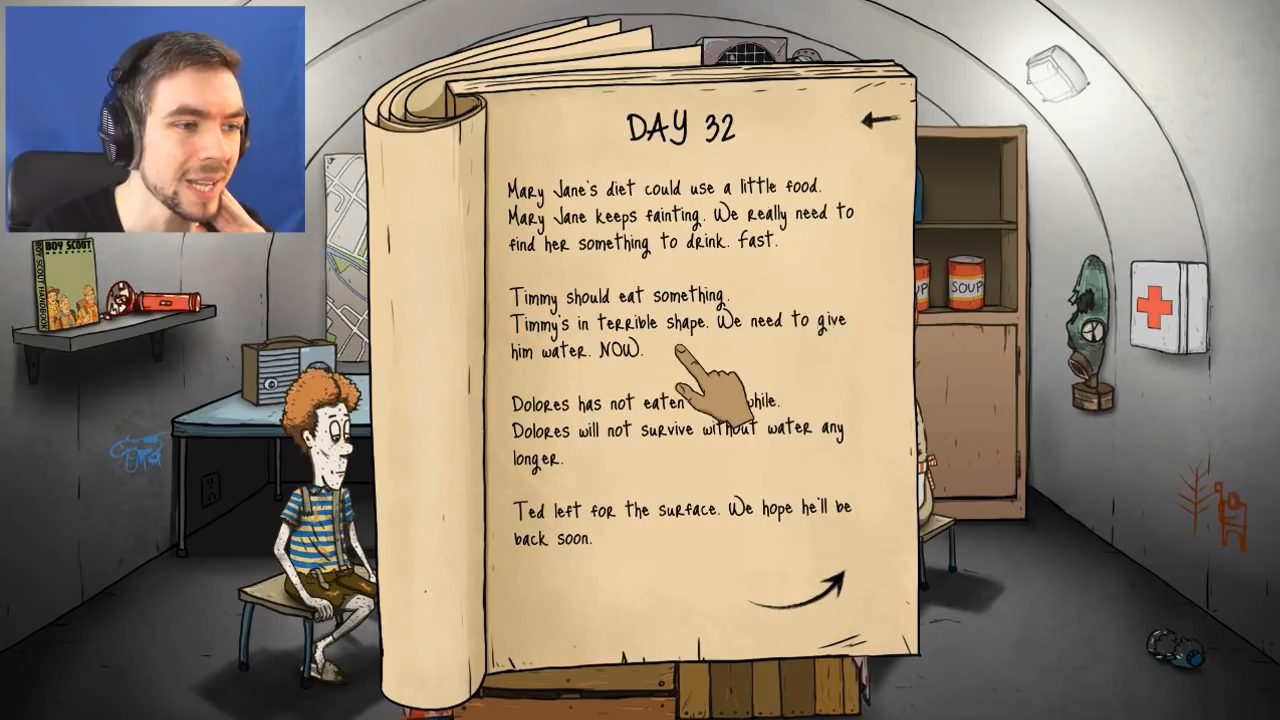 DAY 32
Mary Jane's diet could use a little food.
Mary Jane keeps fainting. We really need to
find her something to drink. Fast.
Timmy should eat something.
Timmy's in terrible shape. We need to give
him water. NOW.
Dolores has not eaten
Dolores will not survive without water any
longer.
Ted left for the surface. We hope he'll be
back soon.
BOY SCOUT
BOY SCOUT HANDBOOK
UP
SOUP